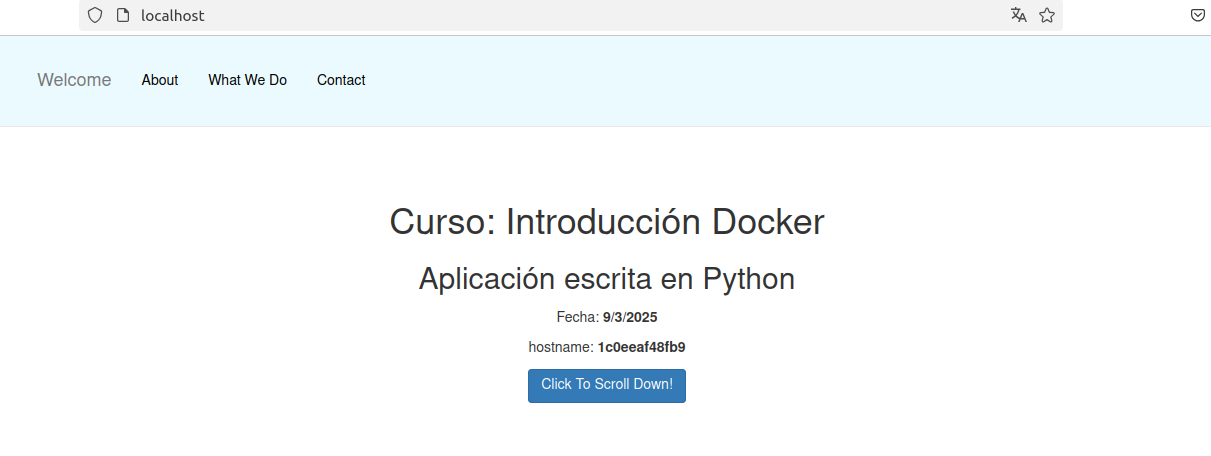 localhost
Welcome About What We Do Contact
Curso: Introducción Docker
Aplicación escrita en Python
Fecha: 9/3/2025
hostname: 1c0eeaf48fb9
Click To Scroll Down!